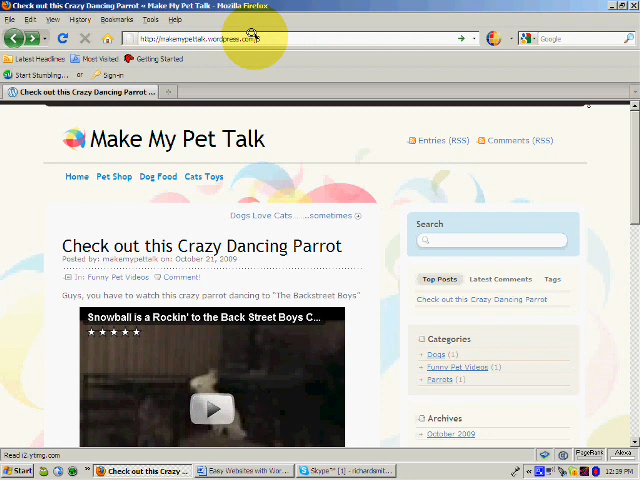 Check out this Crazy Dancing Parrot « Make My Pet Talk - Mozilla Firefox
File Edit View History Bookmarks Tools Help
http://makemypettalk.wordpress.com/
Google
Latest Headlines Most Visited Getting Started
Start Stumbling... or Sign-in
Check out this Crazy Dancing Parrot ...
Make My Pet Talk
Entries (RSS) Comments (RSS)
Home Pet Shop Dog Food Cats Toys
Dogs Love Cats......sometimes
Check out this Crazy Dancing Parrot
Posted by: makemypettalk on: October 21, 2009
In: Funny Pet Videos Comment!
Guys, you have to watch this crazy parrot dancing to "The Backstreet Boys"
Snowball is a Rockin' to the Back Street Boys C...
Search
Top Posts Latest Comments Tags
Check out this Crazy Dancing Parrot
Categories
+ Dogs (1)
+ Funny Pet Videos (1)
+ Parrots (1)
Archives
+ October 2009
Read i2.ytimg.com
PageRank Alexa
Start Check out this Crazy ... Easy Websites with Wor... Skype™ [1] - richardsmit... 12:39 PM